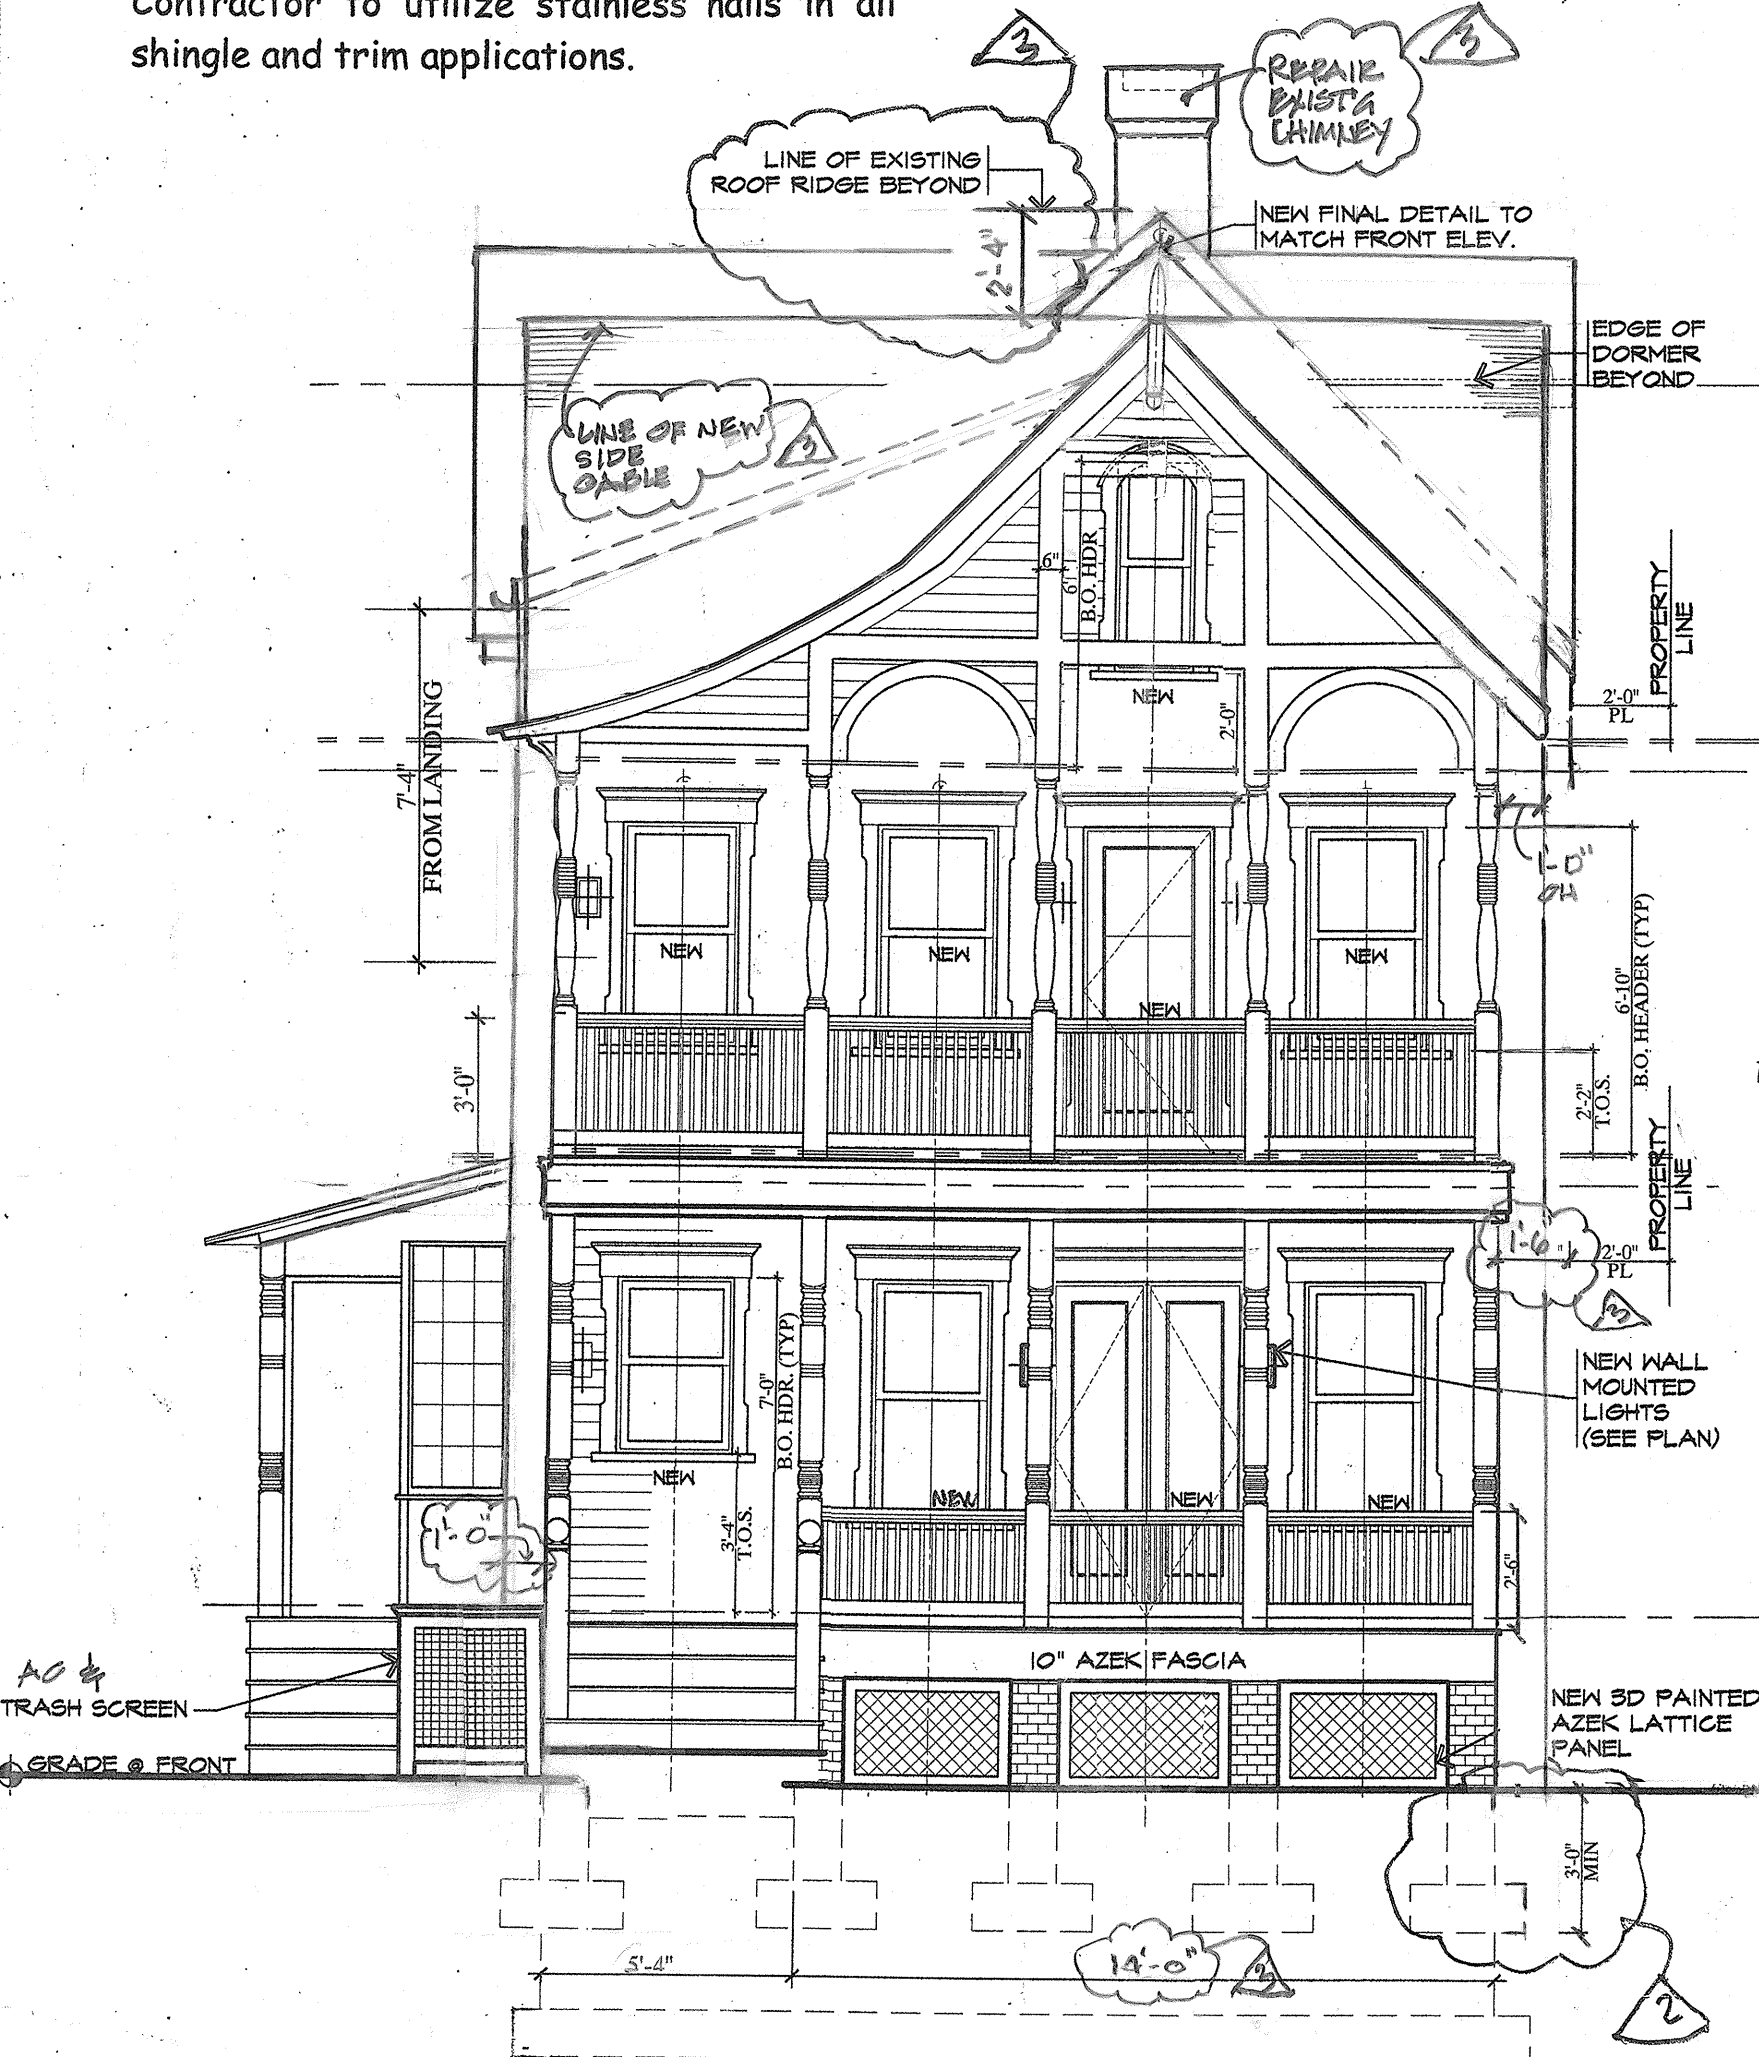 Contractor to utilize stainless nails in all
shingle and trim applications.
3
3
REPAIR
EXIST'G
CHIMNEY
LINE OF EXISTING
ROOF RIDGE BEYOND
NEW FINAL DETAIL TO
MATCH FRONT ELEV.
2'-4"
EDGE OF
DORMER
BEYOND
LINE OF NEW
SIDE
GABLE
3
6"
6'
B.O. HDR
PROPERTY
LINE
2'-0"
PL
NEW
2'-0"
7'-4"
FROM LANDING
1'-0"
OH
NEW
NEW
NEW
NEW
6'-10"
B.O. HEADER (TYP)
3'-0"
2'-2"
T.O.S.
PROPERTY
LINE
1'-6"
2'-0"
PL
3
NEW WALL
MOUNTED
LIGHTS
(SEE PLAN)
7'-0"
B.O. HDR. (TYP)
NEW
NEW
NEW
NEW
1'-0"
3'-4"
T.O.S.
2'-6"
10" AZEK FASCIA
AC &
TRASH SCREEN
NEW 3D PAINTED
AZEK LATTICE
PANEL
GRADE @ FRONT
3'-0"
MIN
5'-4"
14'-0"
3
2